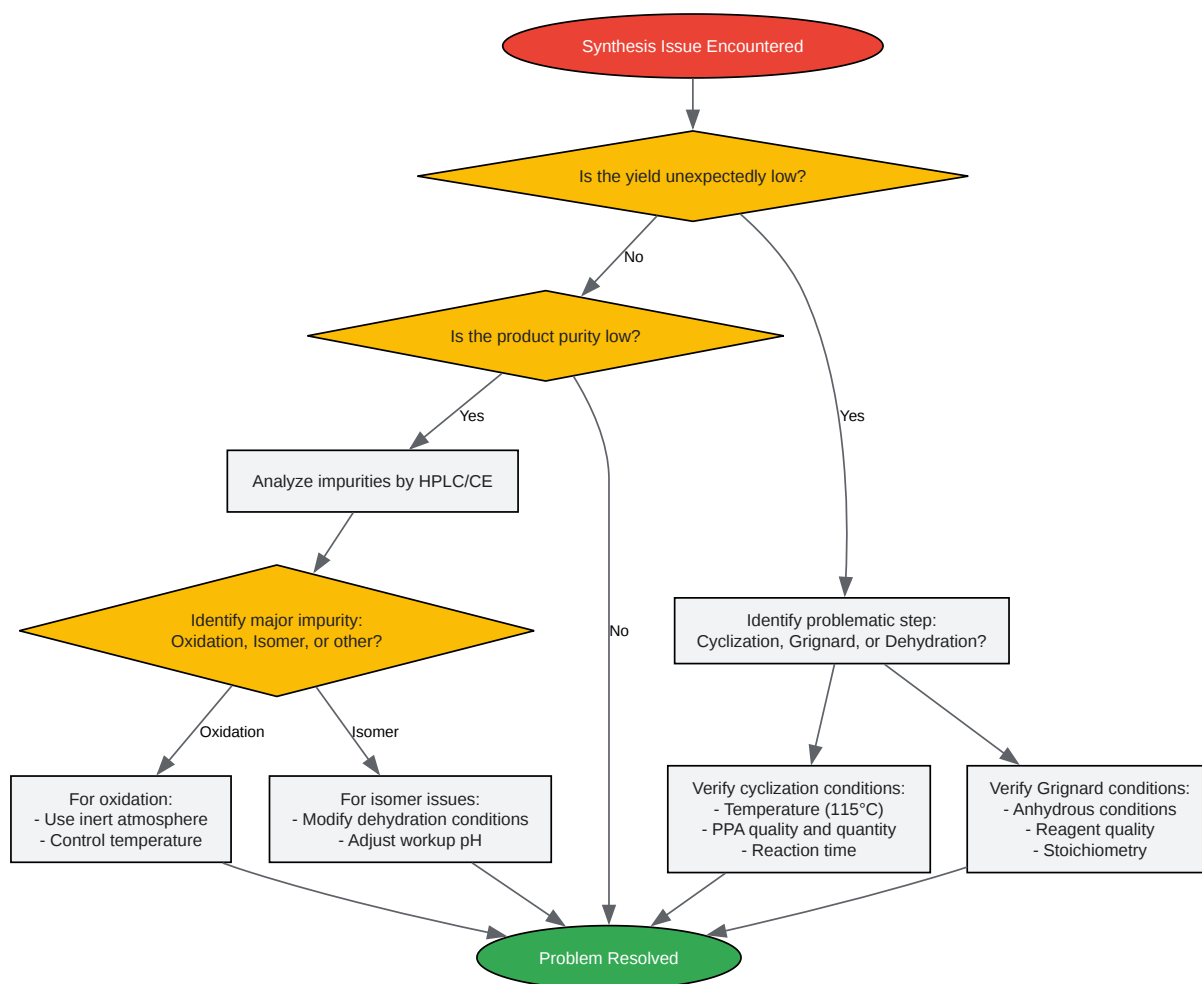 Synthesis Issue Encountered
Is the yield unexpectedly low?
No
Is the product purity low?
Yes
Yes
Analyze impurities by HPLC/CE
Identify major impurity:
Oxidation, Isomer, or other?
No
Identify problematic step:
Cyclization, Grignard, or Dehydration?
Oxidation
Isomer
For oxidation:
- Use inert atmosphere
- Control temperature
For isomer issues:
- Modify dehydration conditions
- Adjust workup pH
Verify cyclization conditions:
- Temperature (115°C)
- PPA quality and quantity
- Reaction time
Verify Grignard conditions:
- Anhydrous conditions
- Reagent quality
- Stoichiometry
Problem Resolved